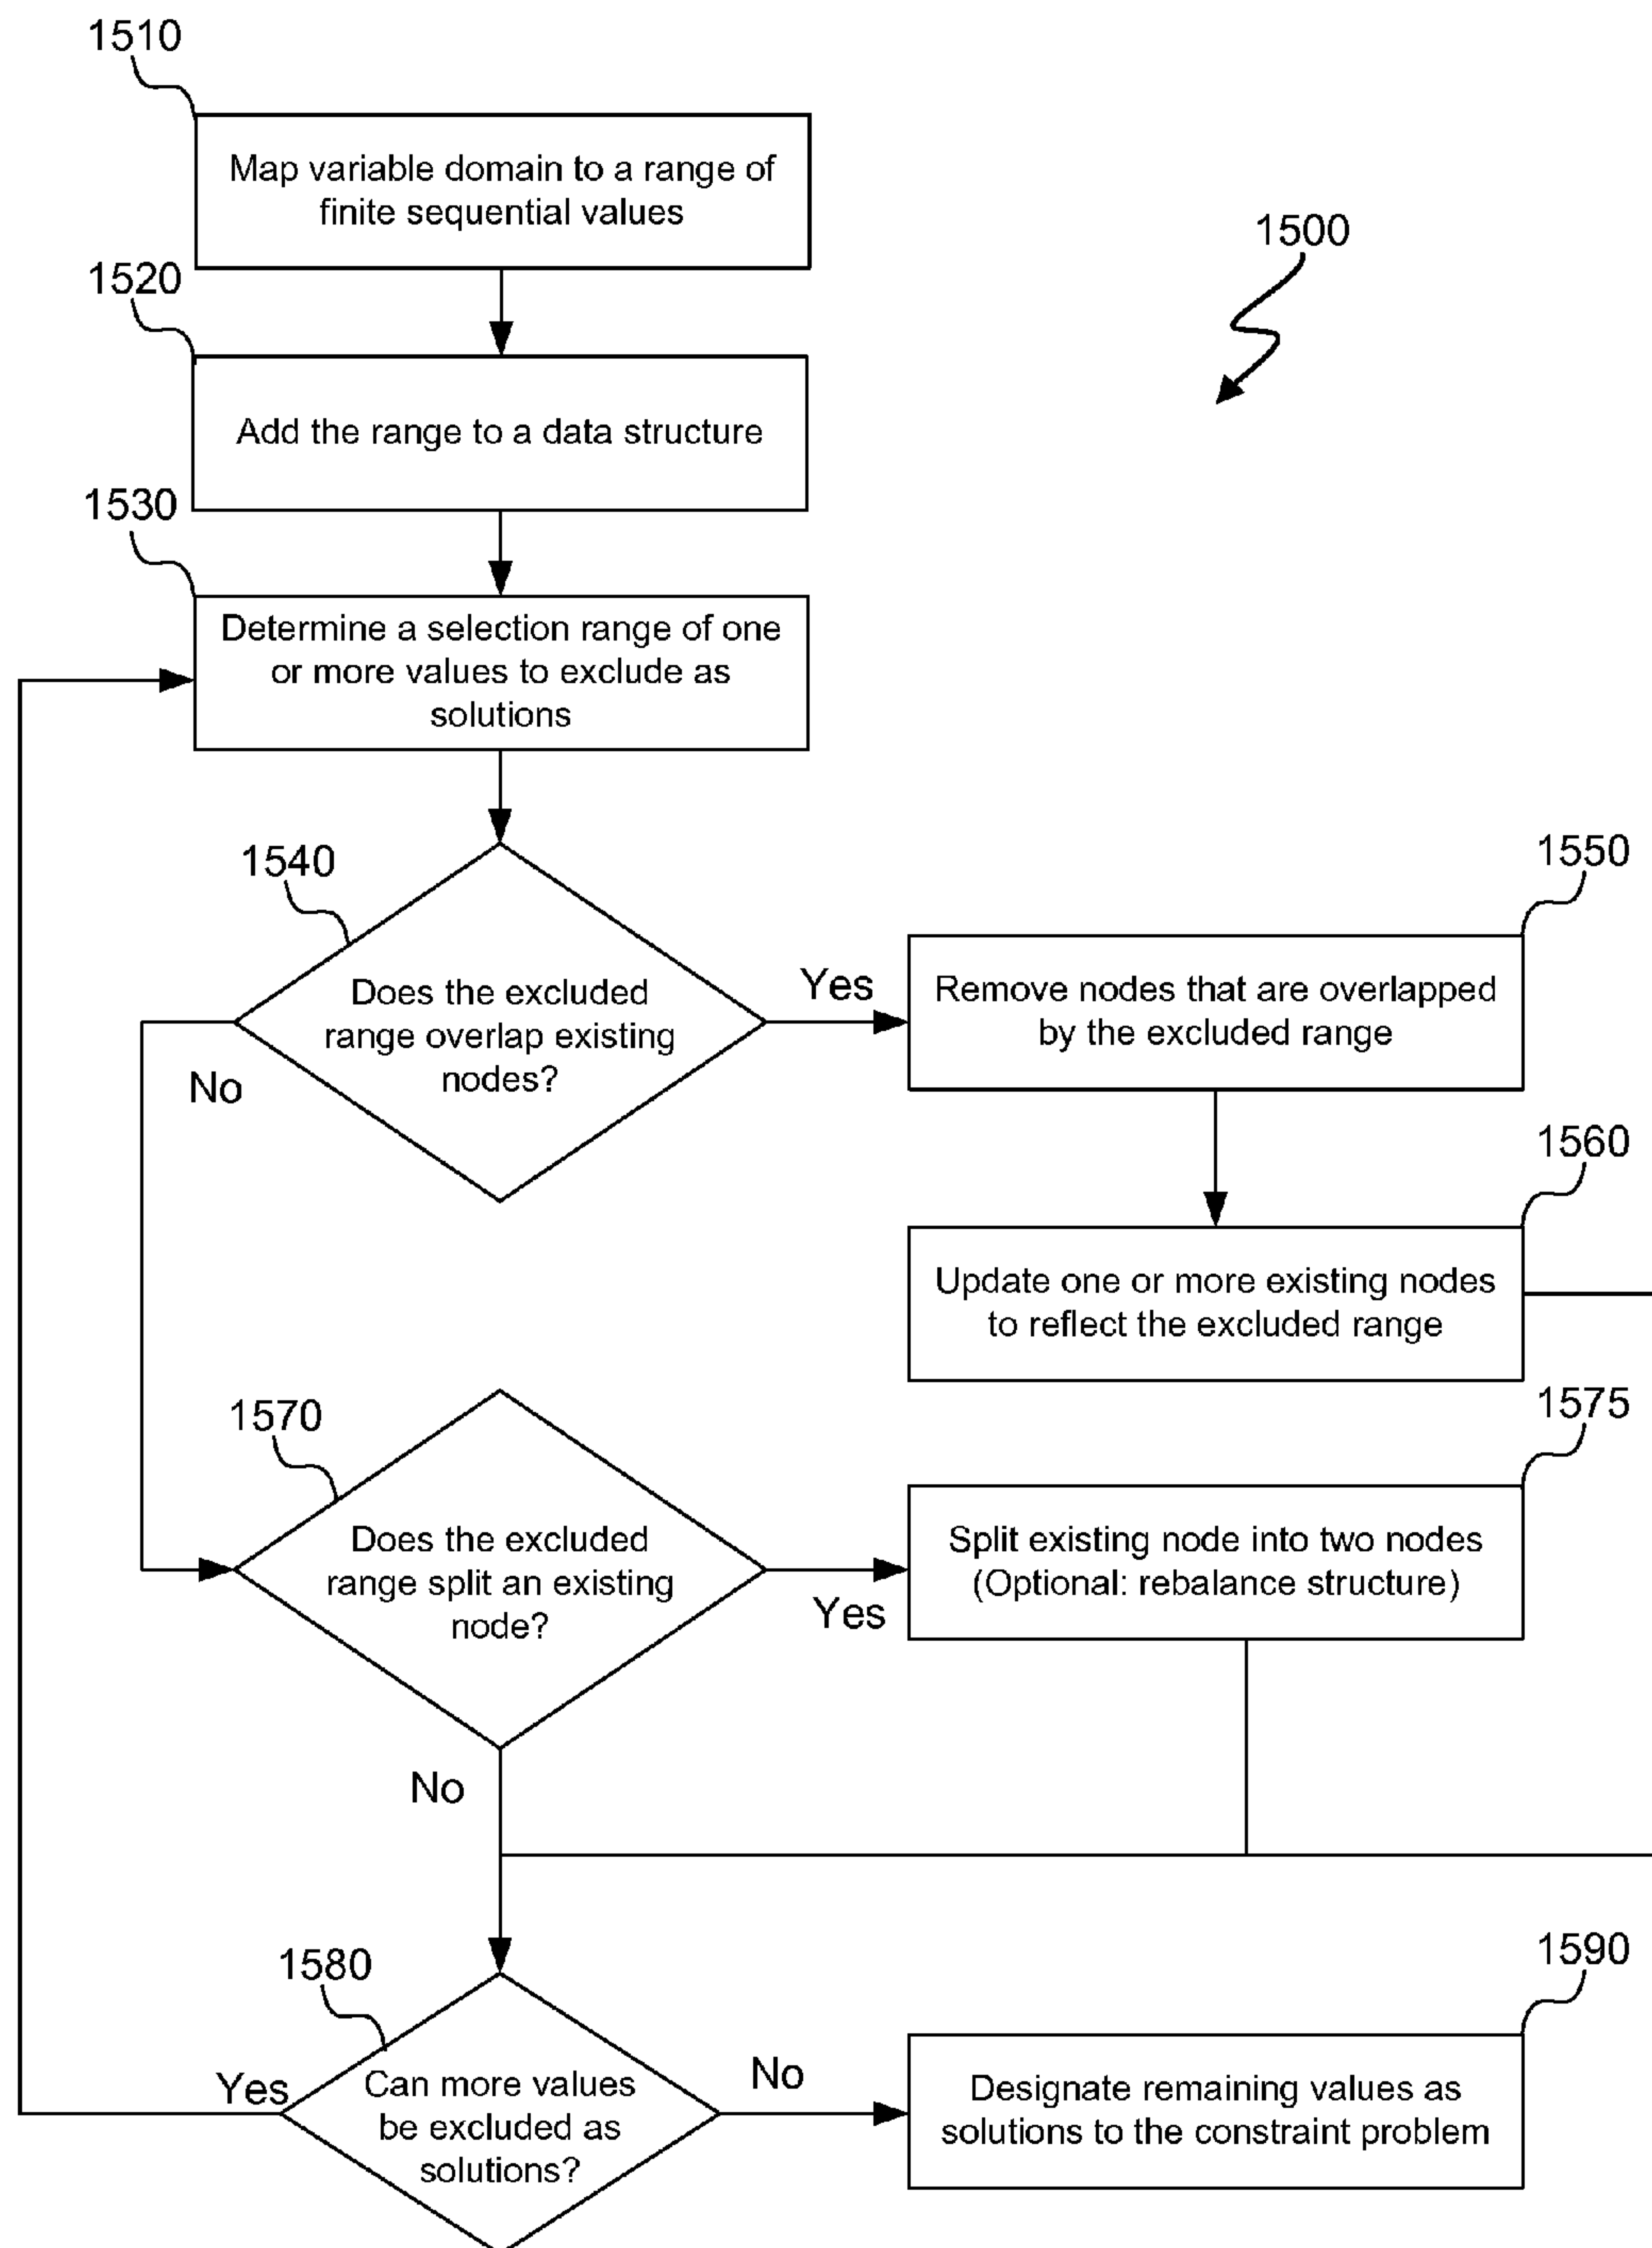 1510
Map variable domain to a range of
finite sequential values
1500
1520
Add the range to a data structure
1530
Determine a selection range of one
or more values to exclude as
solutions
1540
Does the excluded
range overlap existing
nodes?
Yes
No
1550
Remove nodes that are overlapped
by the excluded range
1560
Update one or more existing nodes
to reflect the excluded range
1570
Does the excluded
range split an existing
node?
Yes
No
1575
Split existing node into two nodes
(Optional: rebalance structure)
1580
Can more values
be excluded as
solutions?
Yes
No
1590
Designate remaining values as
solutions to the constraint problem